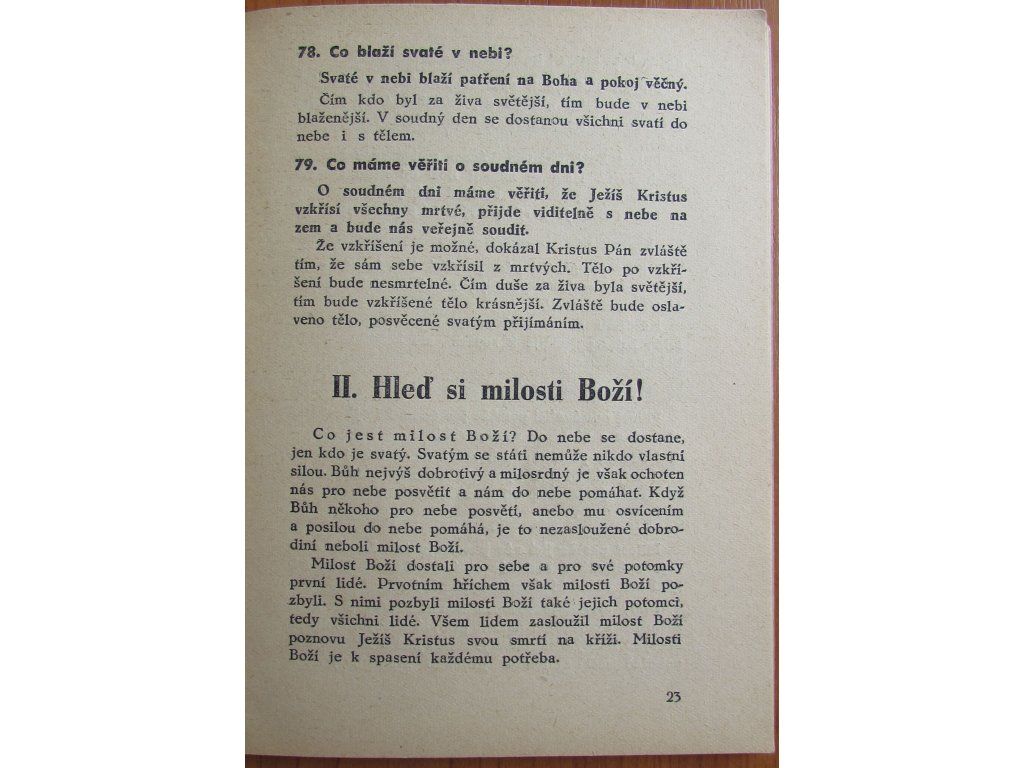 78. Co blaží svaté v nebi?
Svaté v nebi blaží patření na Boha a pokoj věčný.
Čím kdo byl za živa světější, tím bude v nebi
blaženější. V soudný den se dostanou všichni svatí do
nebe i s tělem.
79. Co máme věřiti o soudném dni?
O soudném dni máme věřiti, že Ježíš Kristus
vzkřísí všechny mrtvé, přijde viditelně s nebe na
zem a bude nás veřejně soudit.
Že vzkříšení je možné, dokázal Kristus Pán zvláště
tím, že sám sebe vzkřísil z mrtvých. Tělo po vzkří-
šení bude nesmrtelné. Čím duše za živa byla světější,
tím bude vzkříšené tělo krásnější. Zvláště bude osla-
veno tělo, posvěcené svatým přijímáním.
II. Hleď si milosti Boží!
Co jest milost Boží? Do nebe se dostane,
jen kdo je svatý. Svatým se státi nemůže nikdo vlastní
silou. Bůh nejvýš dobrotivý a milosrdný je však ochoten
nás pro nebe posvětit a nám do nebe pomáhat. Když
Bůh někoho pro nebe posvětí, anebo mu osvícením
a posilou do nebe pomáhá, je to nezasloužené dobro-
diní neboli milost Boží.
Milost Boží dostali pro sebe a pro své potomky
první lidé. Prvotním hříchem však milosti Boží po-
zbyli. S nimi pozbyli milosti Boží také jejich potomci,
tedy všichni lidé. Všem lidem zasloužil milost Boží
poznovu Ježíš Kristus svou smrtí na kříži. Milosti
Boží je k spasení každému potřeba.
23